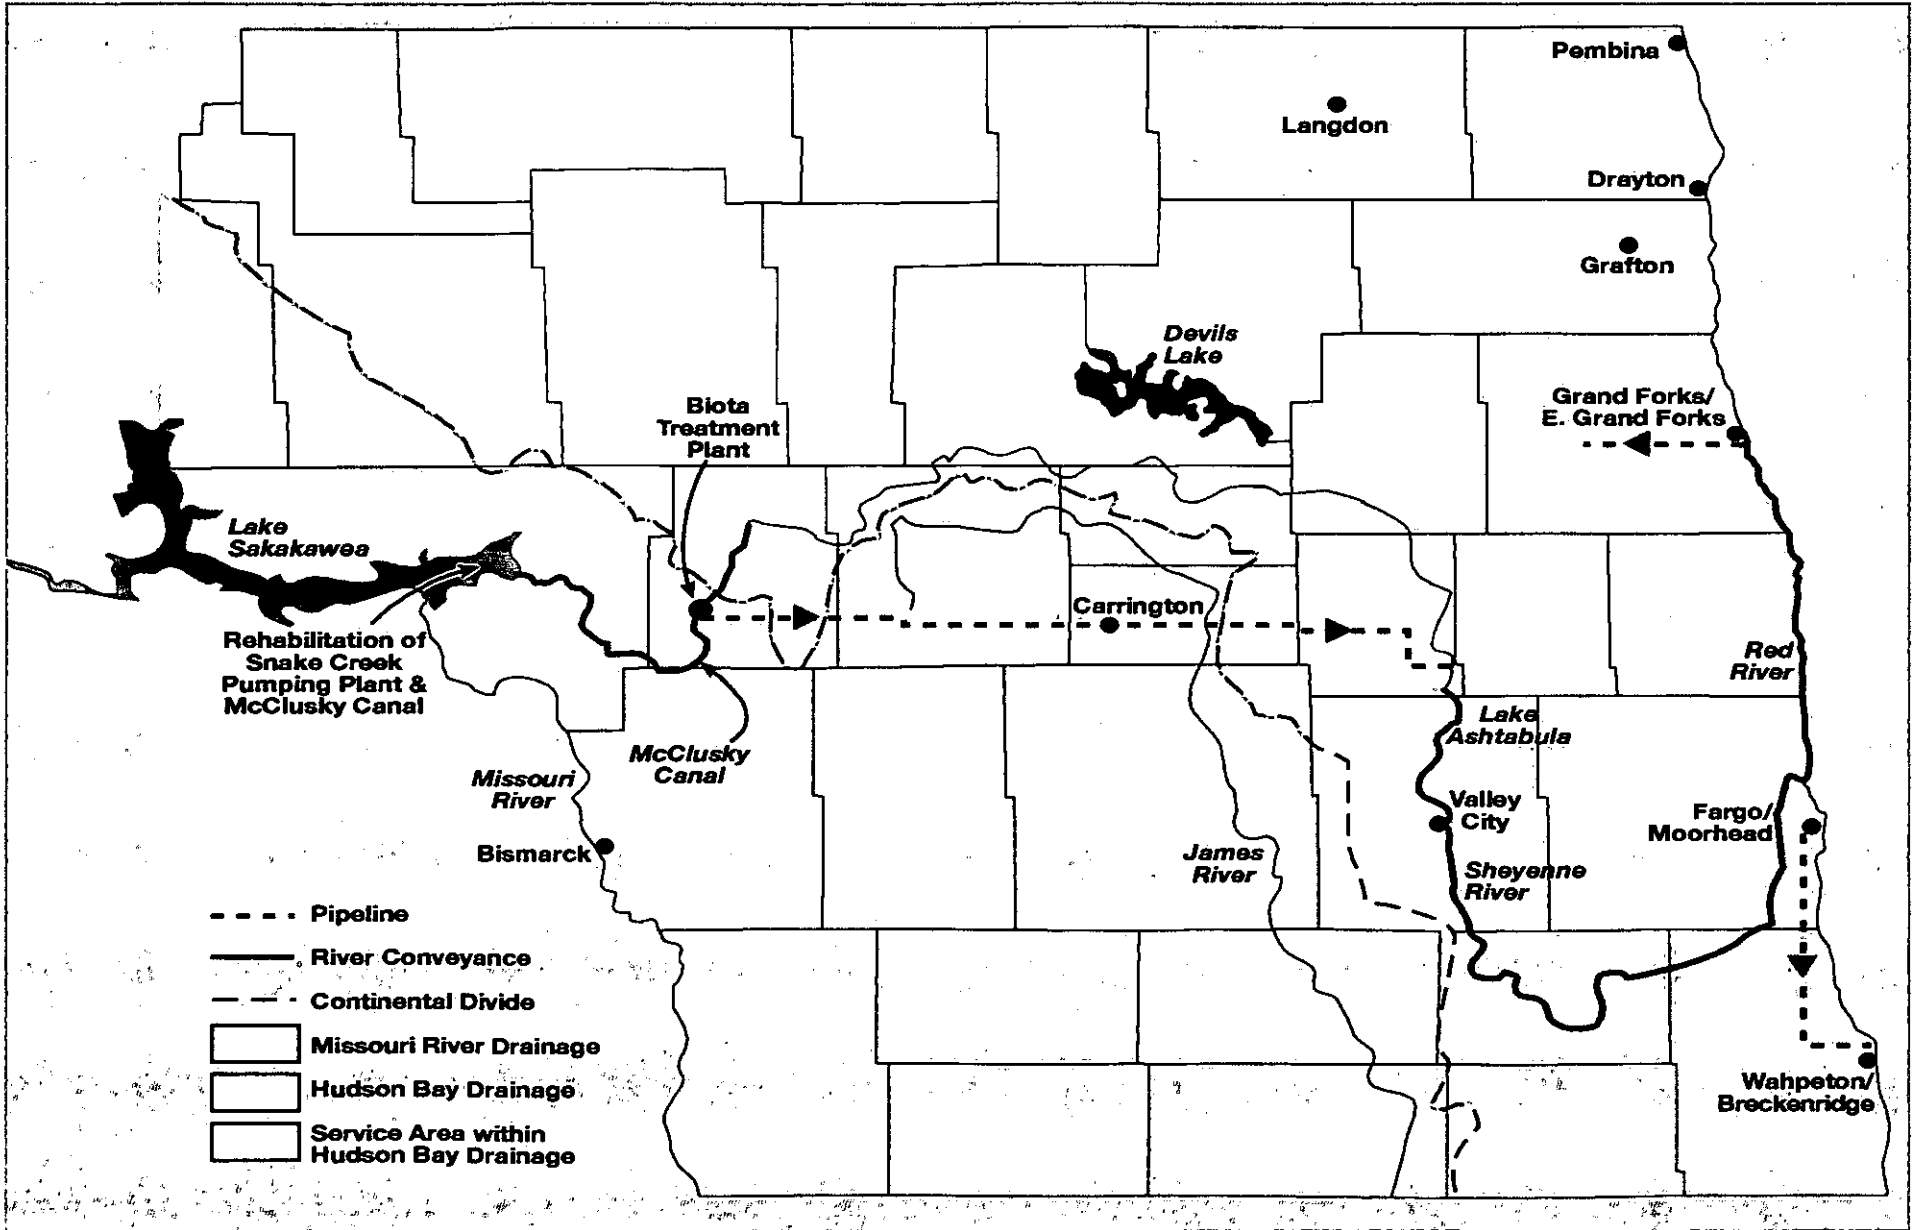 Pembina
Langdon
Drayton
Grafton
Devils
Lake
Grand Forks/
E. Grand Forks
Biota
Treatment
Plant
Lake
Sakakawea
Carrington
Rehabilitation of
Snake Creek
Pumping Plant &
McClusky Canal
Red
River
Lake
Ashtabula
McClusky
Canal
Missouri
River
Valley
City
Fargo/
Moorhead
Bismarck
James
River
Sheyenne
River
Pipeline
River Conveyance
Continental Divide
Missouri River Drainage
Hudson Bay Drainage
Service Area within
Hudson Bay Drainage
Wahpeton/
Breckenridge